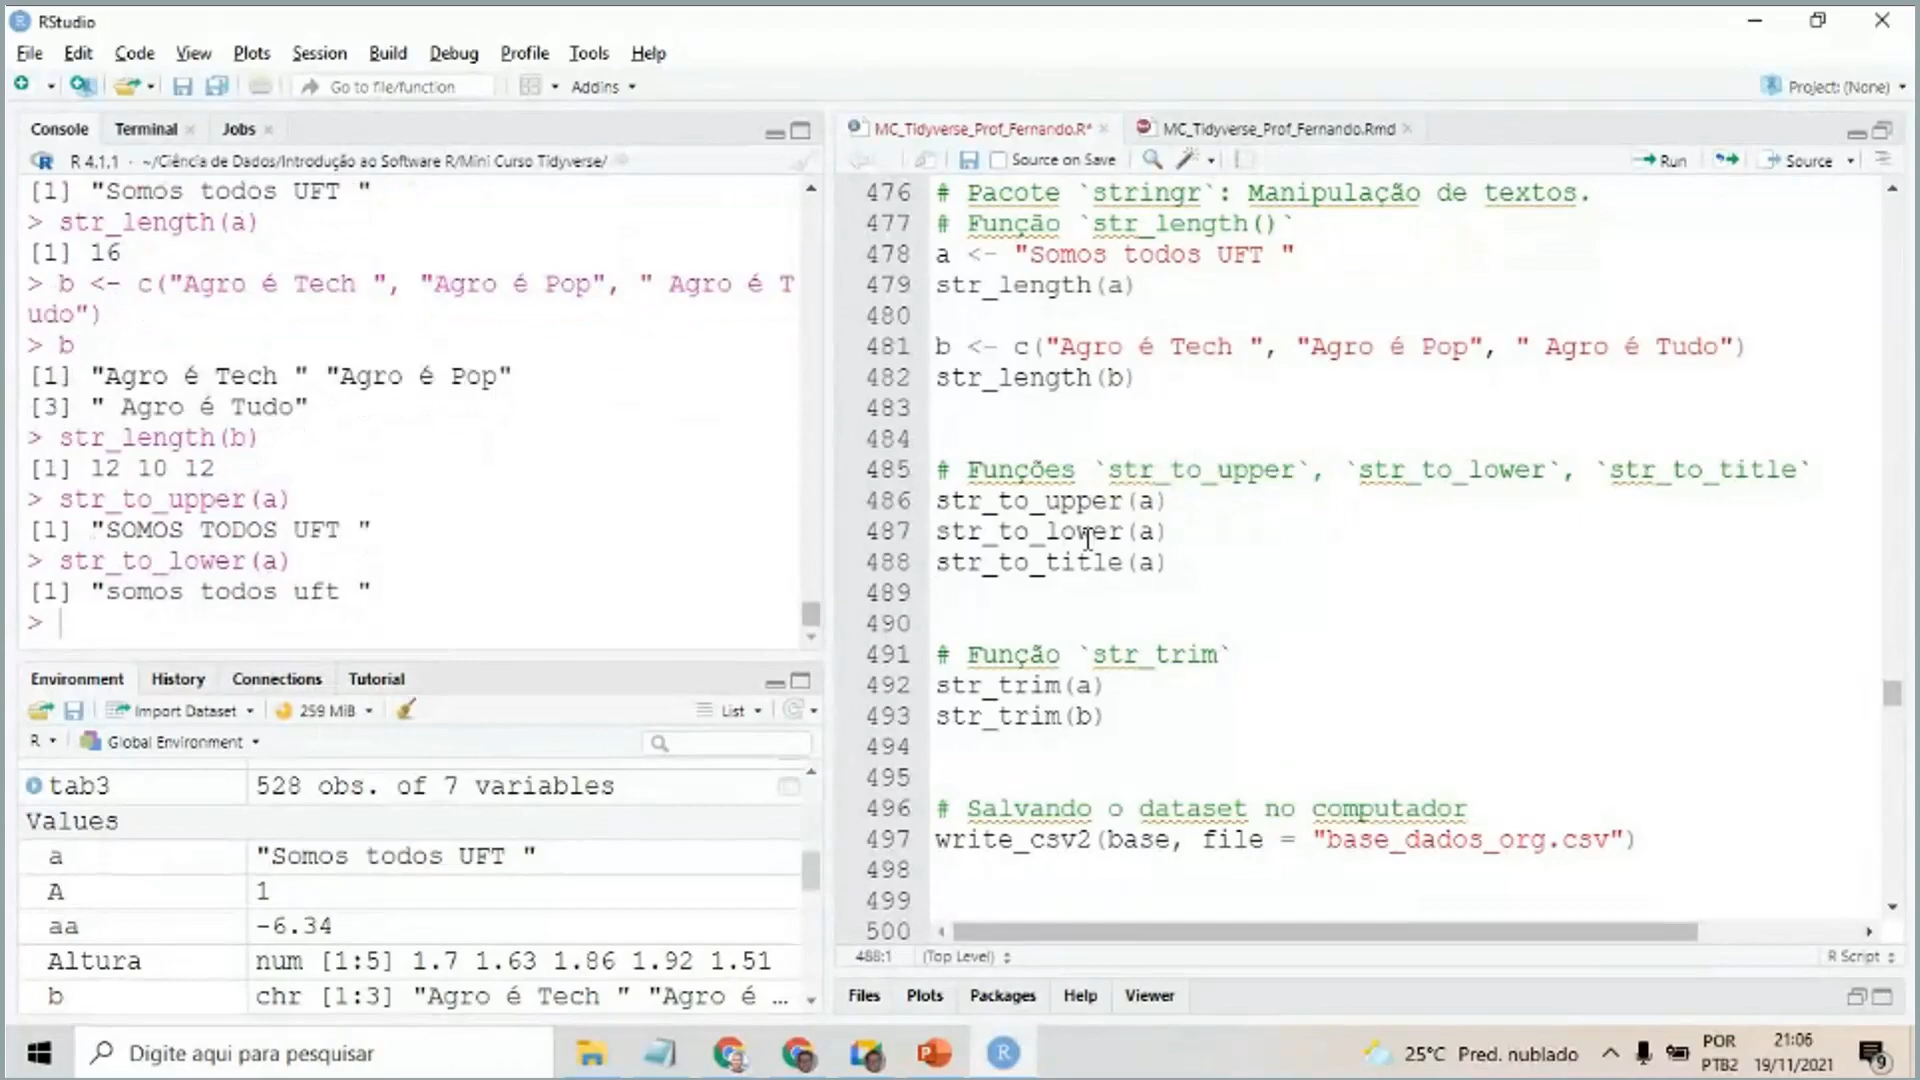 RStudio
File Edit Code View Plots Session Build Debug Profile Tools Help
Go to file/function Addins Project: (None)
Console Terminal Jobs
R 4.1.1 · ~/Ciência de Dados/Introdução ao Software R/Mini Curso Tidyverse/
[1] "Somos todos UFT "
> str_length(a)
[1] 16
> b <- c("Agro é Tech ", "Agro é Pop", " Agro é T
udo")
> b
[1] "Agro é Tech " "Agro é Pop"
[3] " Agro é Tudo"
> str_length(b)
[1] 12 10 12
> str_to_upper(a)
[1] "SOMOS TODOS UFT "
> str_to_lower(a)
[1] "somos todos uft "
>
Environment History Connections Tutorial
Import Dataset 259 MiB List
R Global Environment
tab3 528 obs. of 7 variables
Values
a "Somos todos UFT "
A 1
aa -6.34
Altura num [1:5] 1.7 1.63 1.86 1.92 1.51
b chr [1:3] "Agro é Tech " "Agro é ...
MC_Tidyverse_Prof_Fernando.R* MC_Tidyverse_Prof_Fernando.Rmd
Source on Save Run Source
476 # Pacote `stringr`: Manipulação de textos.
477 # Função `str_length()`
478 a <- "Somos todos UFT "
479 str_length(a)
480
481 b <- c("Agro é Tech ", "Agro é Pop", " Agro é Tudo")
482 str_length(b)
483
484
485 # Funções `str_to_upper`, `str_to_lower`, `str_to_title`
486 str_to_upper(a)
487 str_to_lower(a)
488 str_to_title(a)
489
490
491 # Função `str_trim`
492 str_trim(a)
493 str_trim(b)
494
495
496 # Salvando o dataset no computador
497 write_csv2(base, file = "base_dados_org.csv")
498
499
500
488:1 (Top Level) R Script
Files Plots Packages Help Viewer
Digite aqui para pesquisar
25°C Pred. nublado
POR
PTB2
21:06
19/11/2021
9